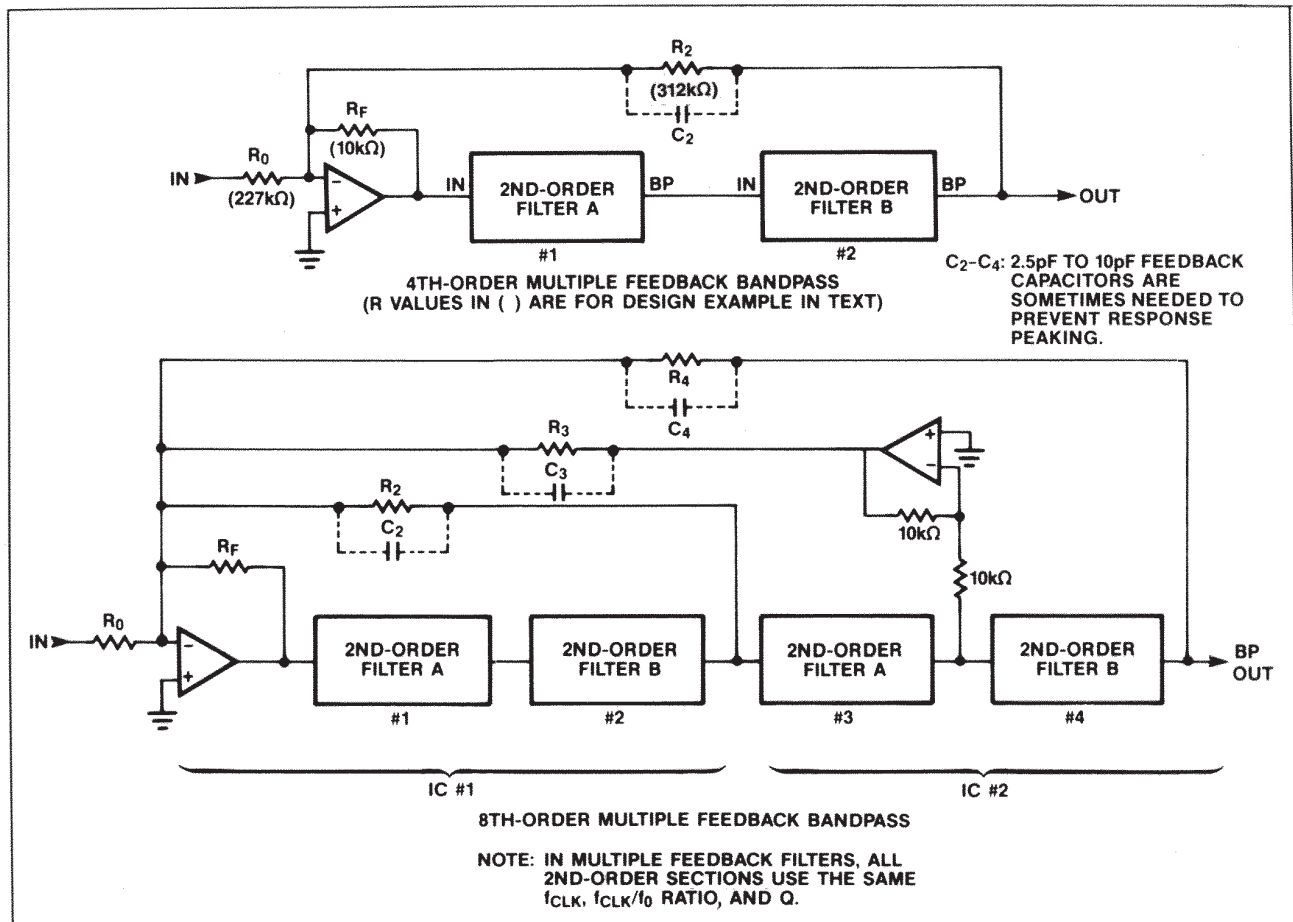 R2
(312kΩ)
C2
RF
(10kΩ)
R0
IN
(227kΩ)
−
+
IN
2ND-ORDER
FILTER A
BP
#1
IN
2ND-ORDER
FILTER B
BP
#2
OUT
4TH-ORDER MULTIPLE FEEDBACK BANDPASS
(R VALUES IN ( ) ARE FOR DESIGN EXAMPLE IN TEXT)
C2–C4: 2.5pF TO 10pF FEEDBACK
CAPACITORS ARE
SOMETIMES NEEDED TO
PREVENT RESPONSE
PEAKING.
R4
C4
R3
C3
+
−
R2
C2
10kΩ
10kΩ
RF
R0
IN
−
+
2ND-ORDER
FILTER A
#1
2ND-ORDER
FILTER B
#2
2ND-ORDER
FILTER A
#3
2ND-ORDER
FILTER B
#4
BP
OUT
IC #1
IC #2
8TH-ORDER MULTIPLE FEEDBACK BANDPASS
NOTE: IN MULTIPLE FEEDBACK FILTERS, ALL
2ND-ORDER SECTIONS USE THE SAME
fCLK, fCLK/f0 RATIO, AND Q.